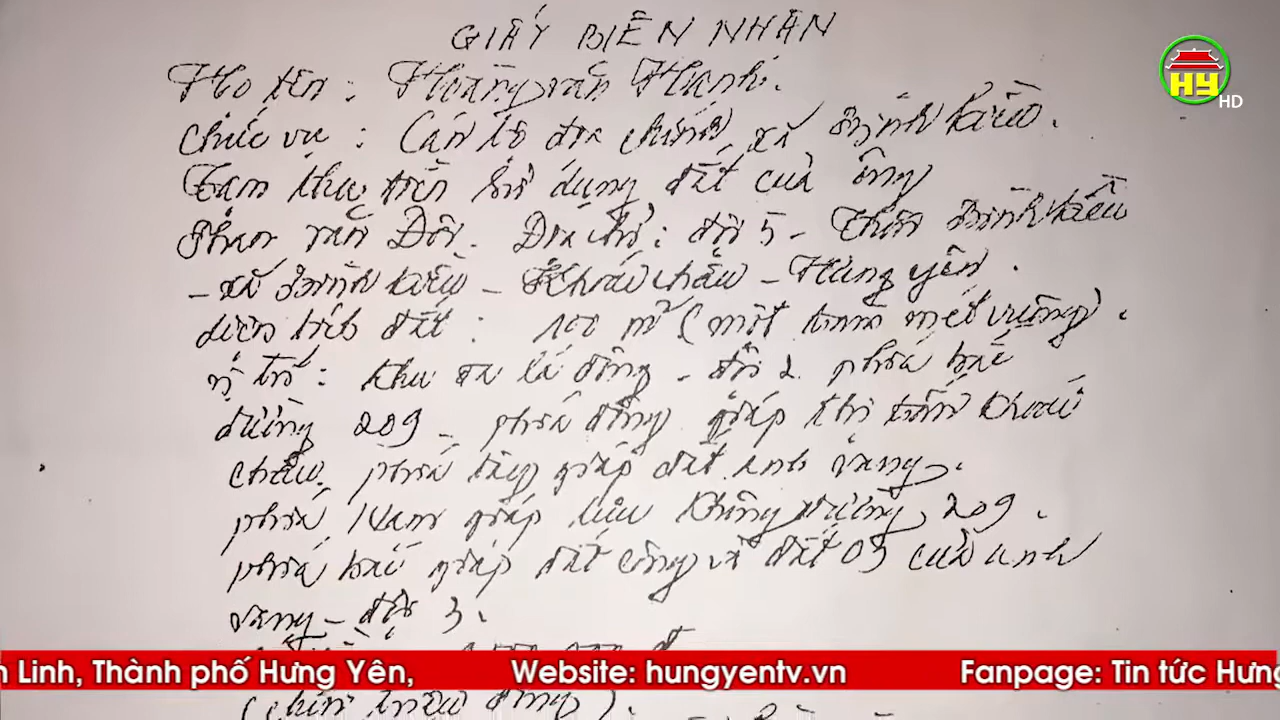 GIẤY BIÊN NHẬN
HY HD
Họ tên : Hoàng văn Hanh.
Chức vụ : Cán bộ địa chính xã Bình kiều.
Tạm thu tiền sử dụng đất của ông
Phan văn Đôi. Địa chỉ : đội 5 - Thôn Bình kiều
- xã Bình kiều - Khoái châu - Hưng yên.
diện tích đất : 100 m² (một trăm mét vuông).
vị trí : khu đa lá đông - đội 2. phía bắc
đường 209 - phía đông giáp thị trấn Khoái
châu. phía tây giáp đất anh vang.
phía Nam giáp lưu không đường 209.
phía bắc giáp đất công và đất 03 của anh
vang - đội 3.
n Linh, Thành phố Hưng Yên, Website: hungyentv.vn Fanpage: Tin tức Hưng
(chín triệu đồng).